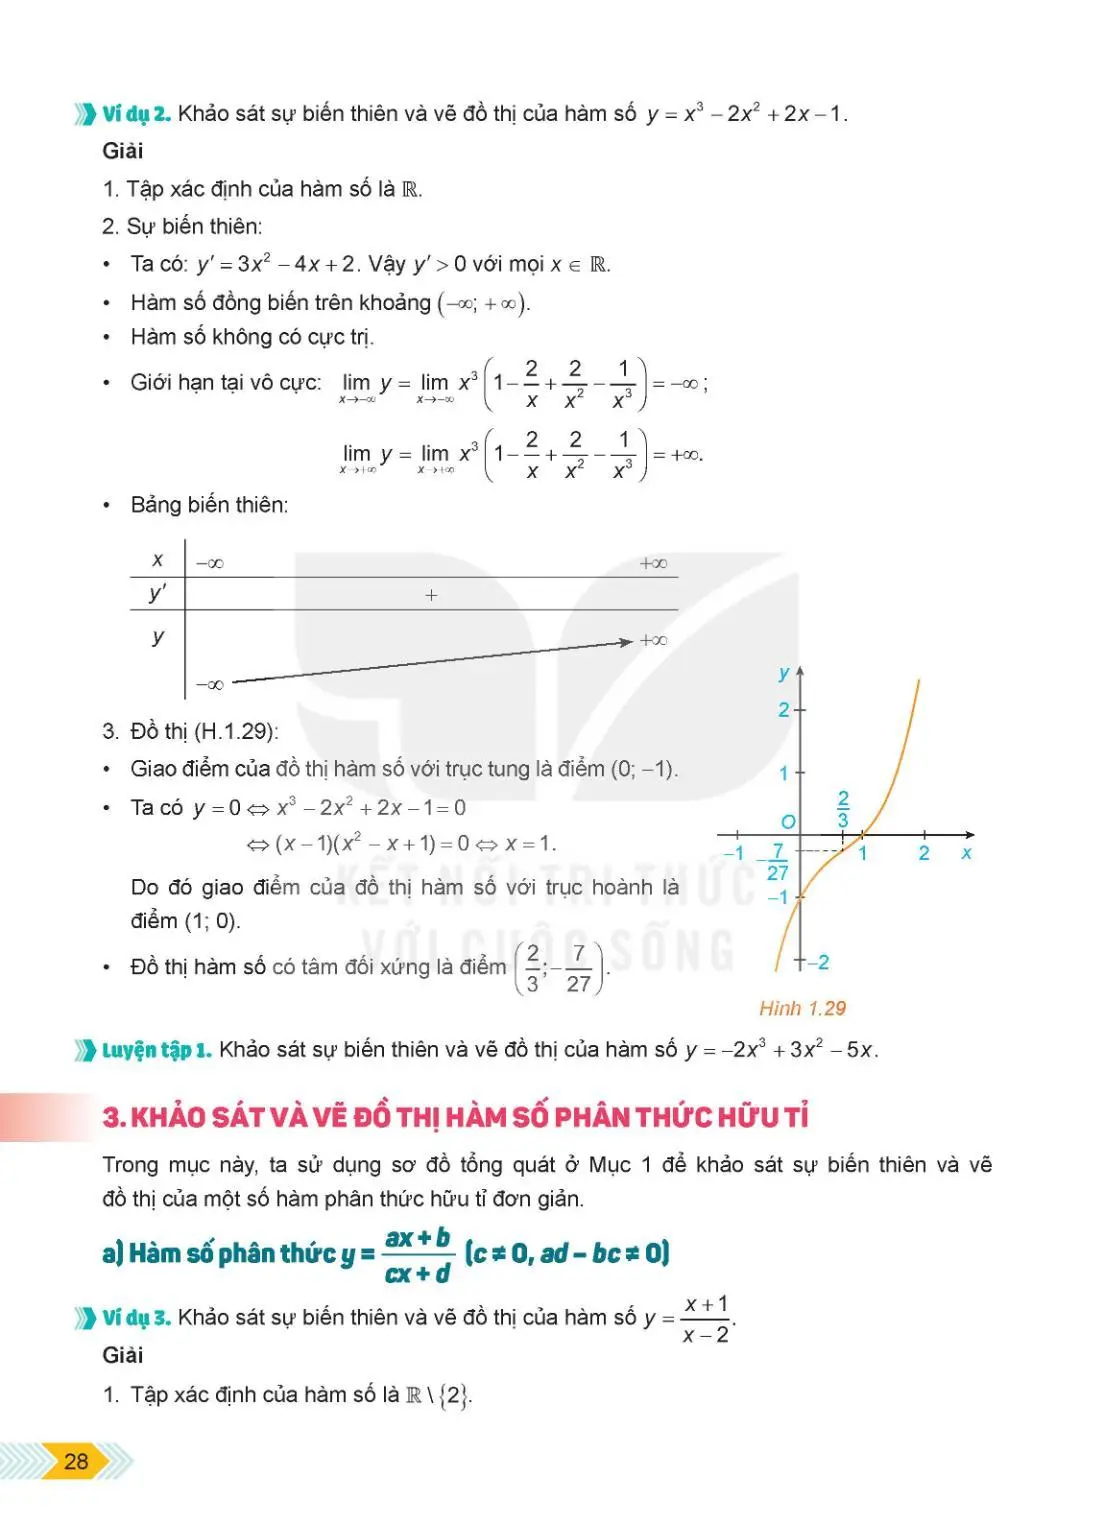 Ví dụ 2. Khảo sát sự biến thiên và vẽ đồ thị của hàm số y = x³ – 2x² + 2x – 1.
Giải
1. Tập xác định của hàm số là ℝ.
2. Sự biến thiên:
• Ta có: y′ = 3x² – 4x + 2. Vậy y′ > 0 với mọi x ∈ ℝ.
• Hàm số đồng biến trên khoảng (–∞; +∞).
• Hàm số không có cực trị.
• Giới hạn tại vô cực: lim_{x→–∞} y = lim_{x→–∞} x³ (1 – 2/x + 2/x² – 1/x³) = –∞;
lim_{x→+∞} y = lim_{x→+∞} x³ (1 – 2/x + 2/x² – 1/x³) = +∞.
• Bảng biến thiên:
x –∞ +∞
y′ +
y +∞
–∞
3. Đồ thị (H.1.29):
• Giao điểm của đồ thị hàm số với trục tung là điểm (0; –1).
• Ta có y = 0 ⇔ x³ – 2x² + 2x – 1 = 0
⇔ (x – 1)(x² – x + 1) = 0 ⇔ x = 1.
Do đó giao điểm của đồ thị hàm số với trục hoành là
điểm (1; 0).
• Đồ thị hàm số có tâm đối xứng là điểm (2/3; –7/27).
y
2
1
2/3
O
–1 –7/27 1 2 x
–1
–2
Hình 1.29
KẾT NỐI TRI THỨC
VỚI CUỘC SỐNG
Luyện tập 1. Khảo sát sự biến thiên và vẽ đồ thị của hàm số y = –2x³ + 3x² – 5x.
3. KHẢO SÁT VÀ VẼ ĐỒ THỊ HÀM SỐ PHÂN THỨC HỮU TỈ
Trong mục này, ta sử dụng sơ đồ tổng quát ở Mục 1 để khảo sát sự biến thiên và vẽ
đồ thị của một số hàm phân thức hữu tỉ đơn giản.
a) Hàm số phân thức y = (ax + b)/(cx + d) (c ≠ 0, ad – bc ≠ 0)
Ví dụ 3. Khảo sát sự biến thiên và vẽ đồ thị của hàm số y = (x + 1)/(x – 2).
Giải
1. Tập xác định của hàm số là ℝ \ {2}.
28